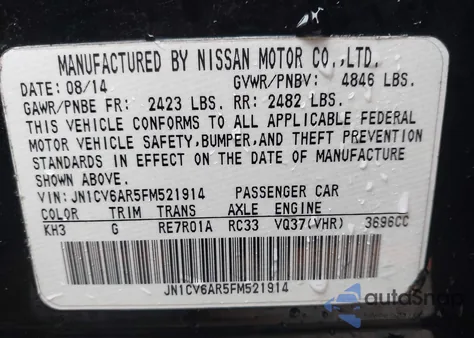 MANUFACTURED BY NISSAN MOTOR CO.,LTD.
DATE: 08/14 GVWR/PNBV: 4846 LBS.
GAWR/PNBE FR: 2423 LBS. RR: 2482 LBS.
THIS VEHICLE CONFORMS TO ALL APPLICABLE FEDERAL
MOTOR VEHICLE SAFETY,BUMPER,AND THEFT PREVENTION
STANDARDS IN EFFECT ON THE DATE OF MANUFACTURE
SHOWN ABOVE.
VIN: JN1CV6AR5FM521914 PASSENGER CAR
COLOR TRIM TRANS AXLE ENGINE
KH3 G RE7R01A RC33 VQ37(VHR) 3696CC
JN1CV6AR5FM521914
autoSnap